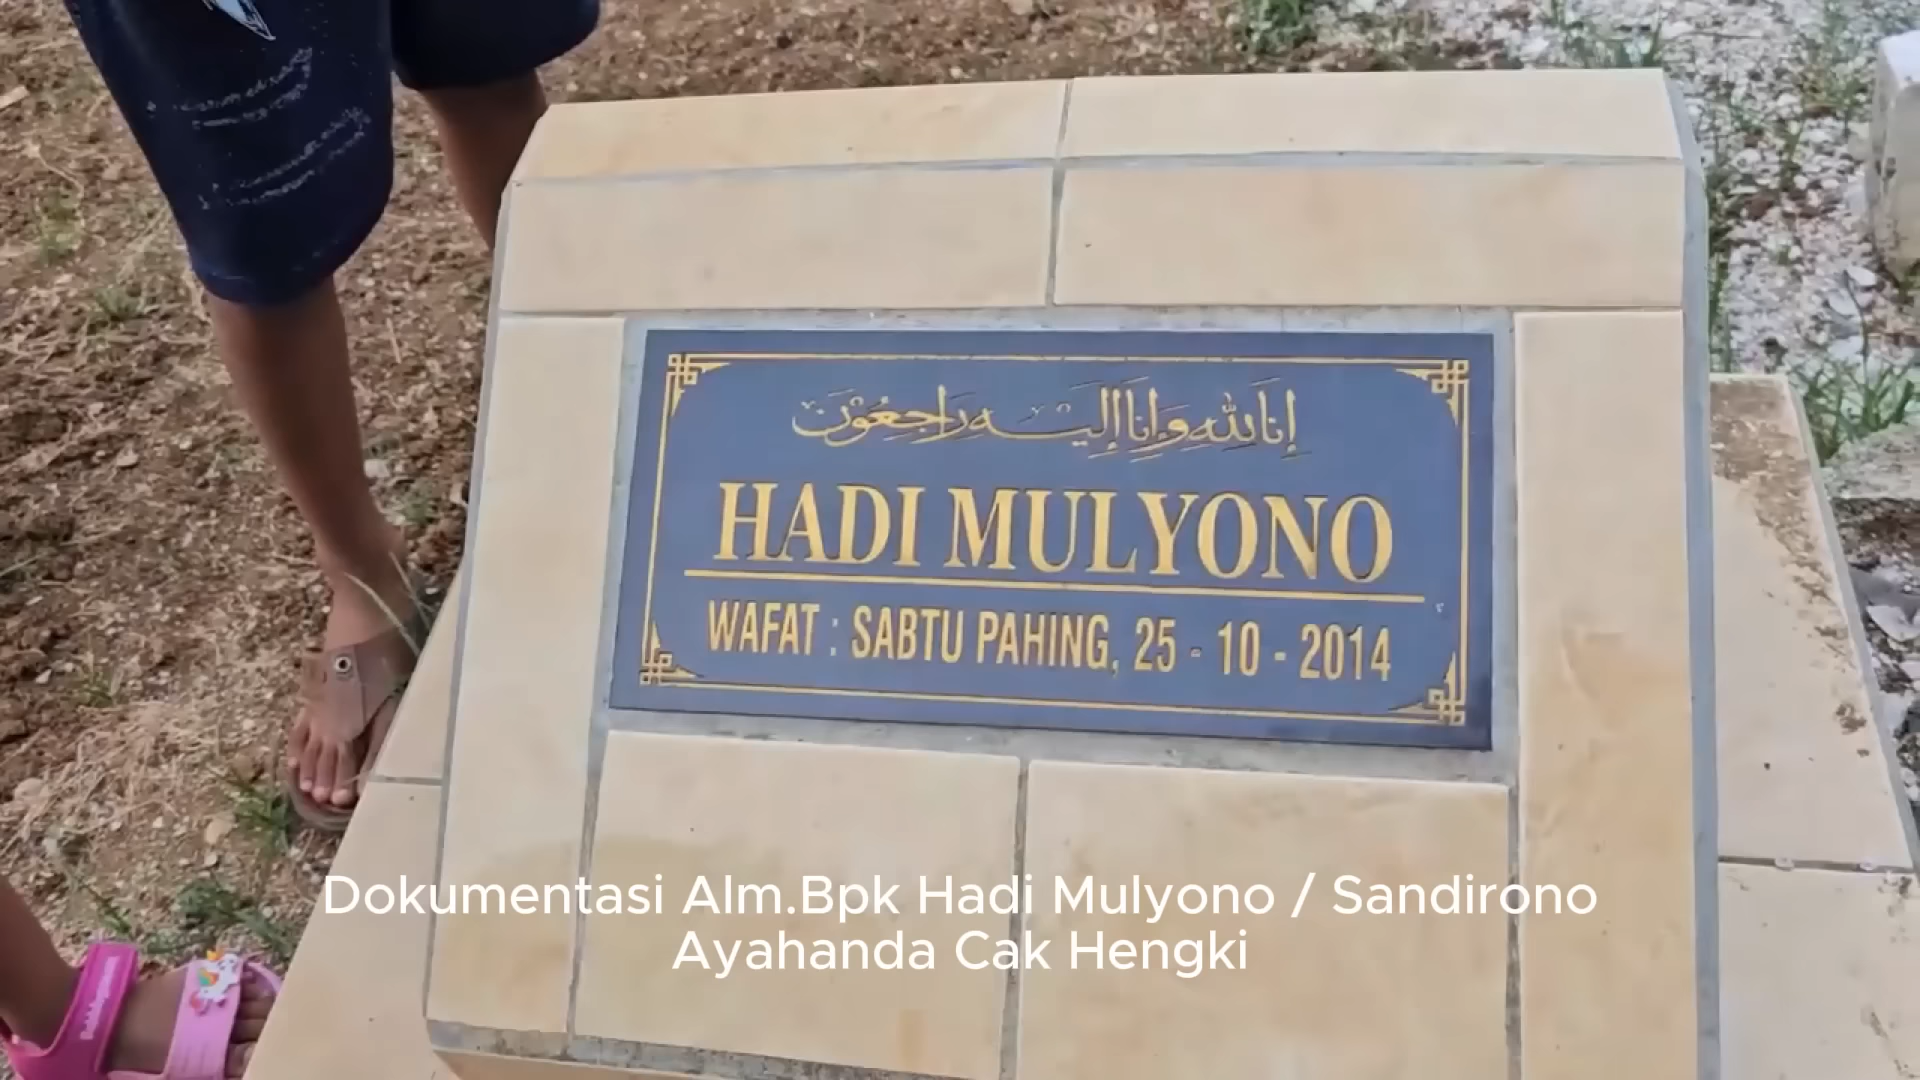 إنا لله وإنا إليه راجعون
HADI MULYONO
WAFAT : SABTU PAHING, 25 - 10 - 2014
Dokumentasi Alm.Bpk Hadi Mulyono / Sandirono
Ayahanda Cak Hengki